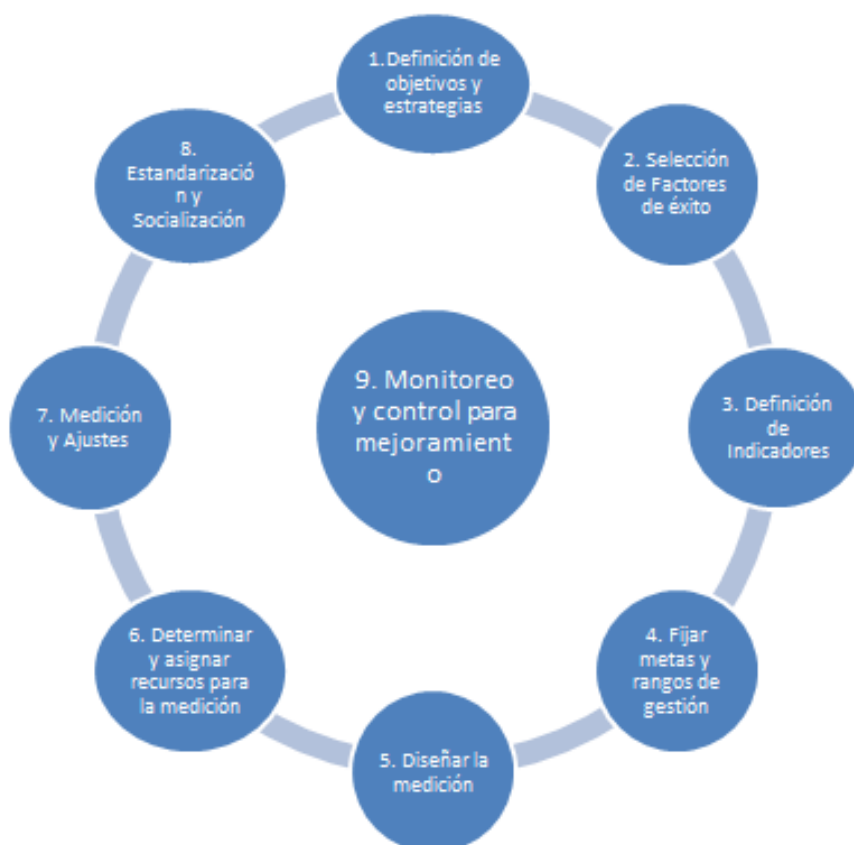 1.Definición de
objetivos y
estrategias
2. Selección
de Factores
de éxito
3. Definición
de
Indicadores
4. Fijar
metas y
rangos de
gestión
5. Diseñar la
medición
6. Determinar
y asignar
recursos para
la medición
7. Medición
y Ajustes
8.
Estandarizació
n y
Socialización
9. Monitoreo
y control para
mejoramient
o